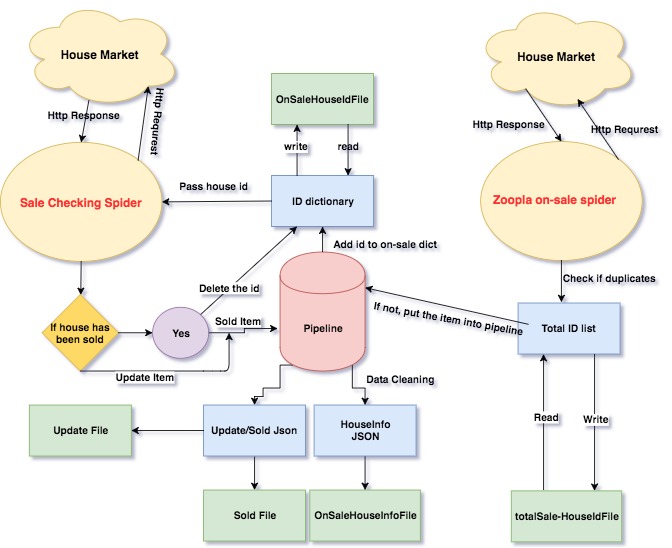 House Market
House Market
Http Response
Http Requrest
OnSaleHouseIdFile
Http Response
Http Requrest
write
read
Pass house id
Sale Checking Spider
ID dictionary
Zoopla on-sale spider
Add id to on-sale dict
Delete the id
Check if duplicates
If house has
been sold
Yes
Sold Item
Pipeline
If not, put the item into pipeline
Total ID list
Update Item
Data Cleaning
Update File
Update/Sold Json
HouseInfo
JSON
Read
Write
Sold File
OnSaleHouseInfoFile
totalSale-HouseIdFile